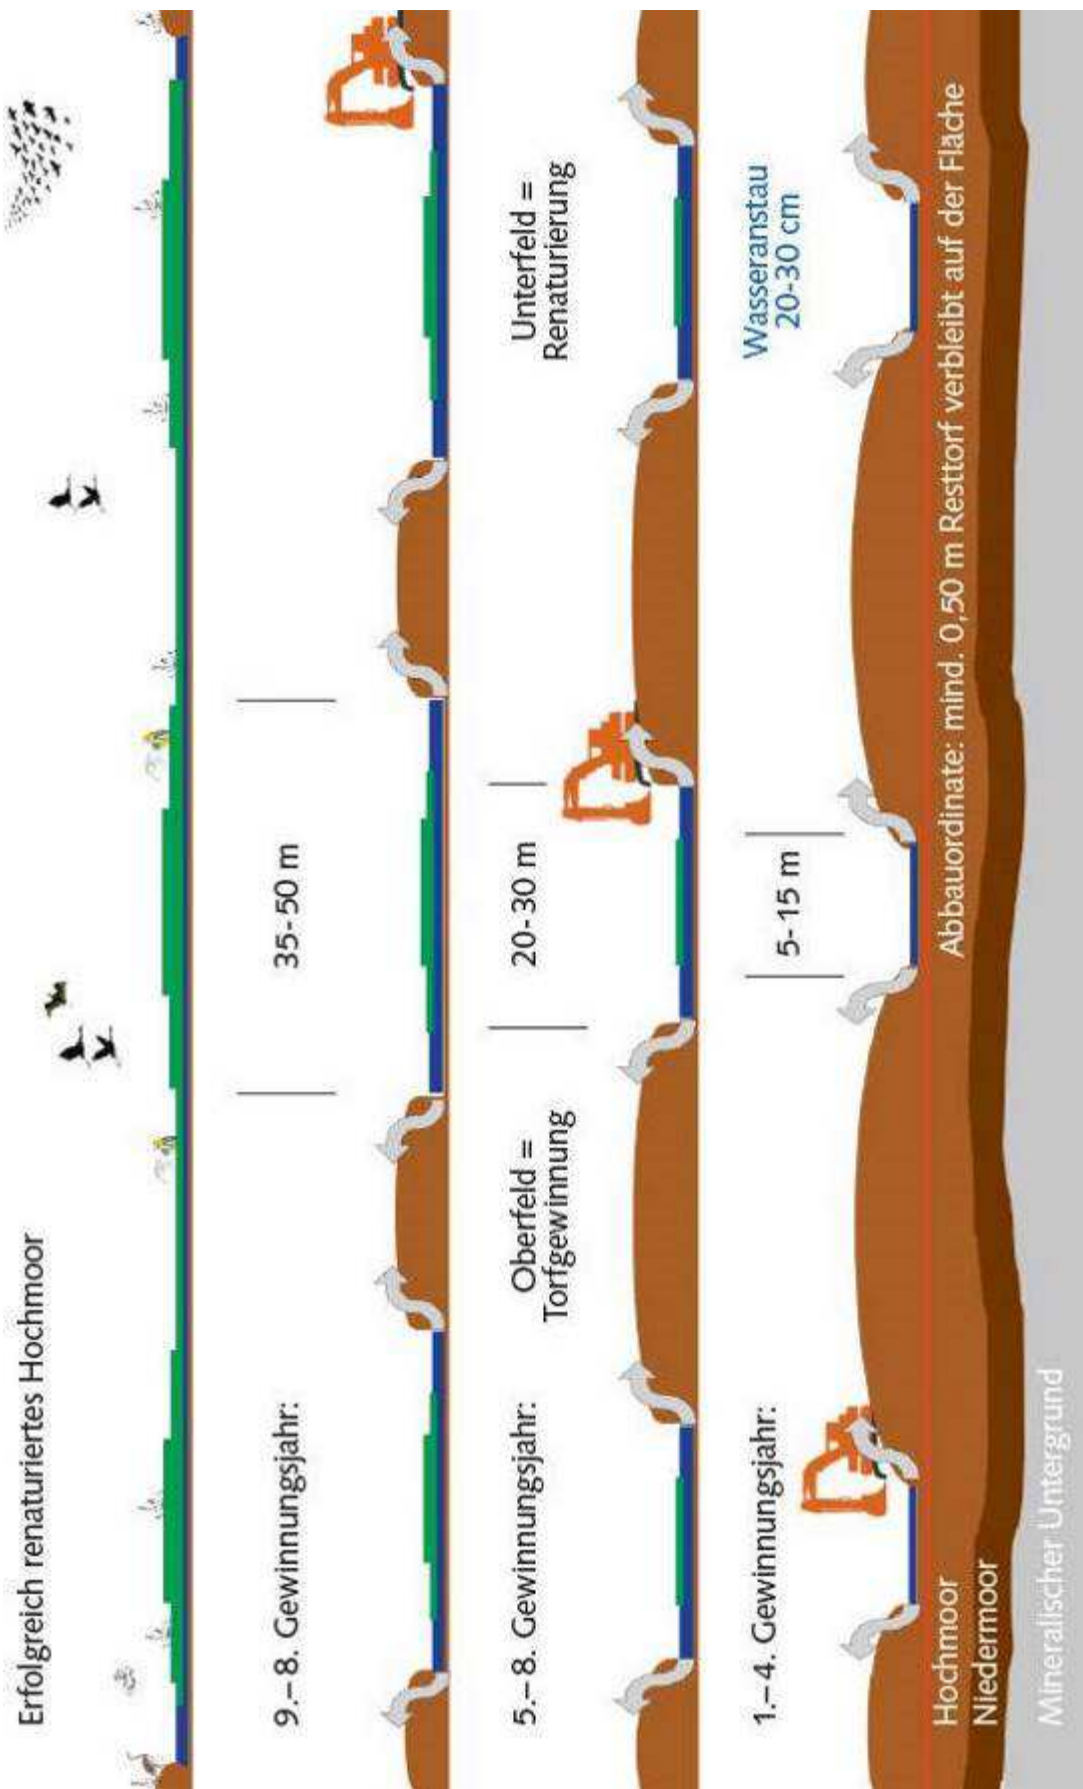 Erfolgreich renaturiertes Hochmoor
9.–8. Gewinnungsjahr:
35-50 m
5.–8. Gewinnungsjahr:
Oberfeld =
Torfgewinnung
20-30 m
Unterfeld =
Renaturierung
1.–4. Gewinnungsjahr:
5-15 m
Wasseranstau
20-30 cm
Hochmoor
Abbauordinate: mind. 0,50 m Resttorf verbleibt auf der Fläche
Niedermoor
Mineralischer Untergrund